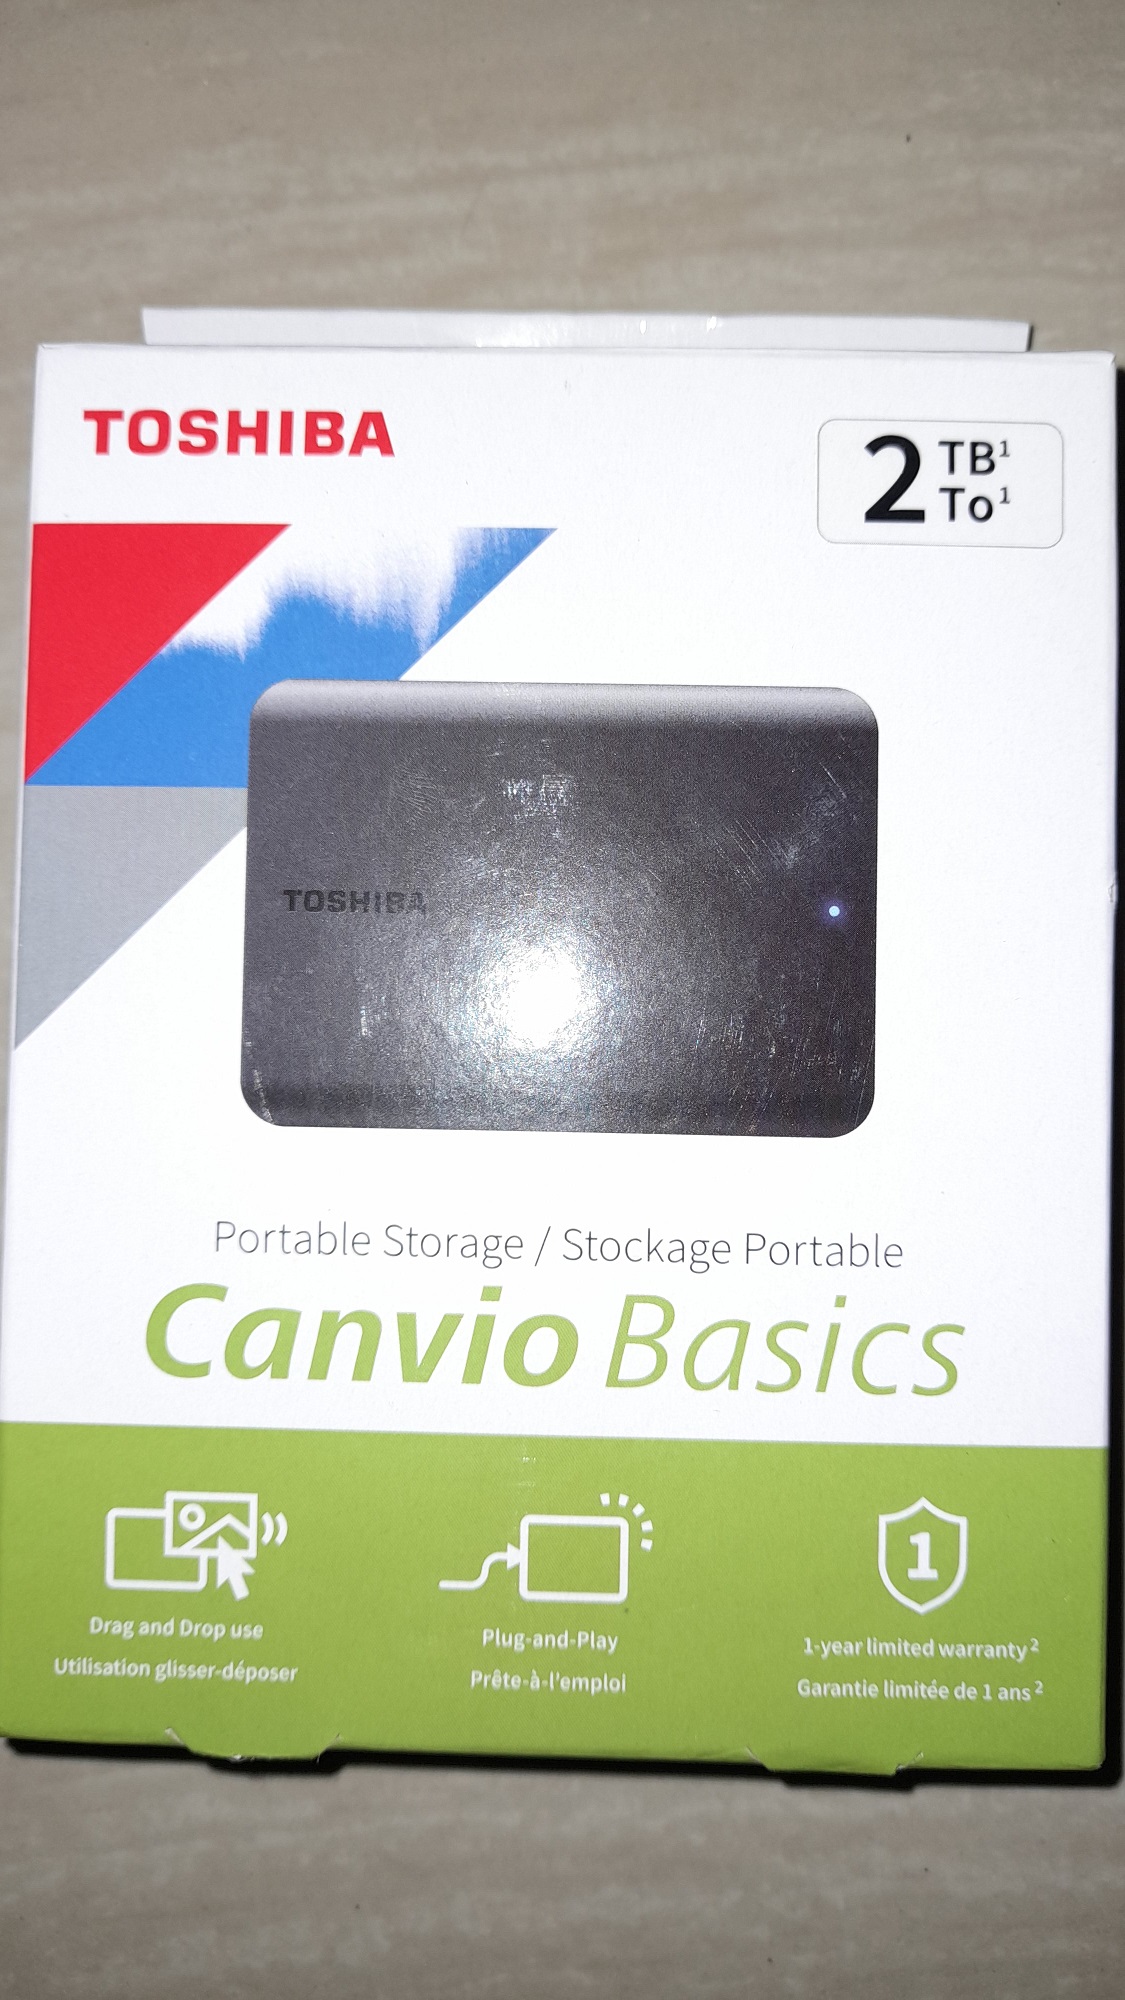 TOSHIBA
2 TB¹
To¹
TOSHIBA
Portable Storage / Stockage Portable
Canvio Basics
Drag and Drop use
Utilisation glisser-déposer
Plug-and-Play
Prête-à-l'emploi
1
1-year limited warranty²
Garantie limitée de 1 ans²